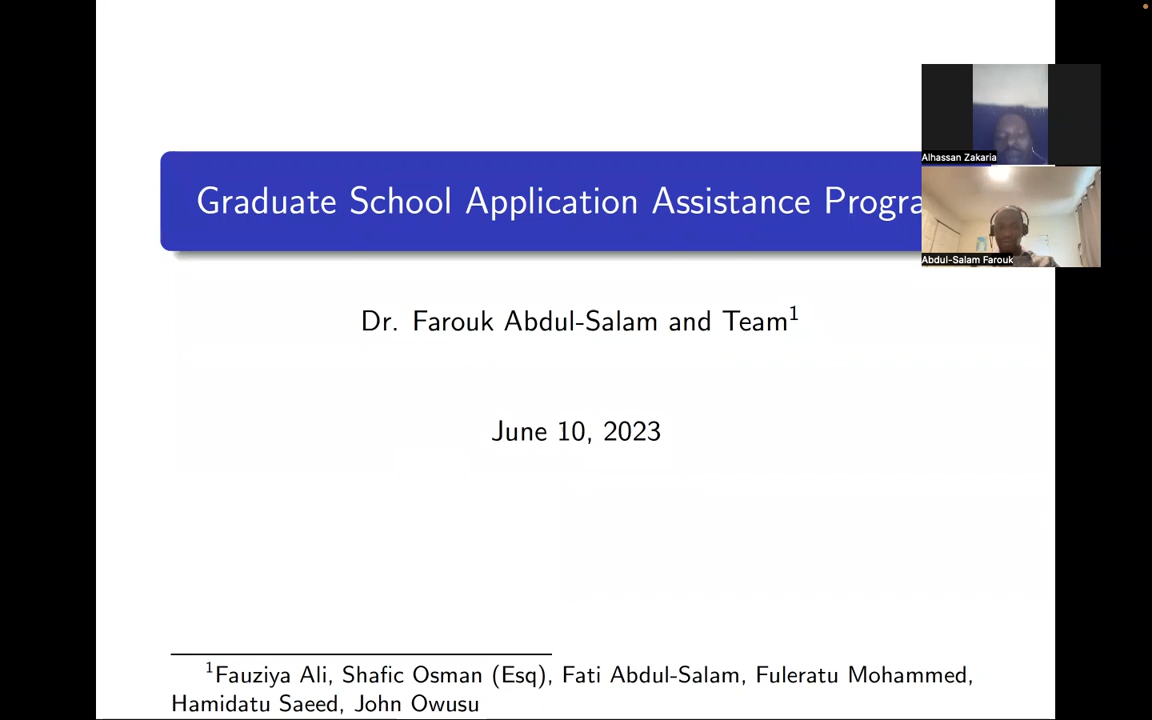 Graduate School Application Assistance Progra
Alhassan Zakaria
Abdul-Salam Farouk
Dr. Farouk Abdul-Salam and Team1
June 10, 2023
1Fauziya Ali, Shafic Osman (Esq), Fati Abdul-Salam, Fuleratu Mohammed,
Hamidatu Saeed, John Owusu